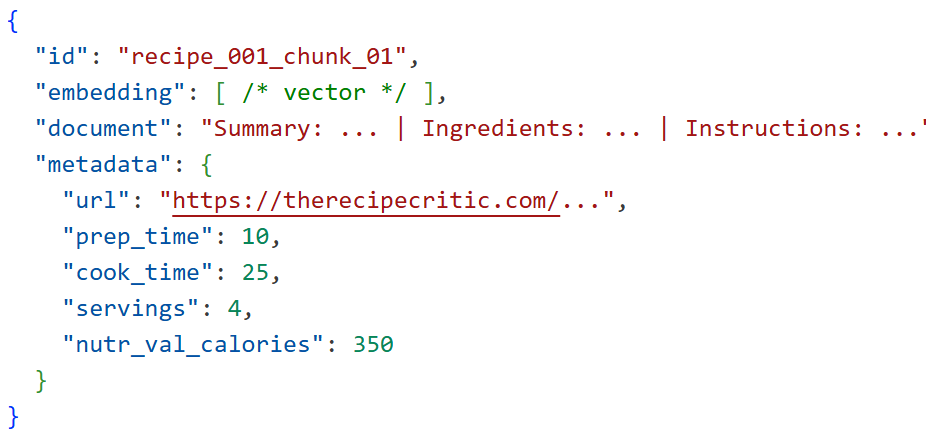 {
"id": "recipe_001_chunk_01",
"embedding": [ /* vector */ ],
"document": "Summary: ... | Ingredients: ... | Instructions: ..."
"metadata": {
"url": "https://therecipecritic.com/...",
"prep_time": 10,
"cook_time": 25,
"servings": 4,
"nutr_val_calories": 350
}
}